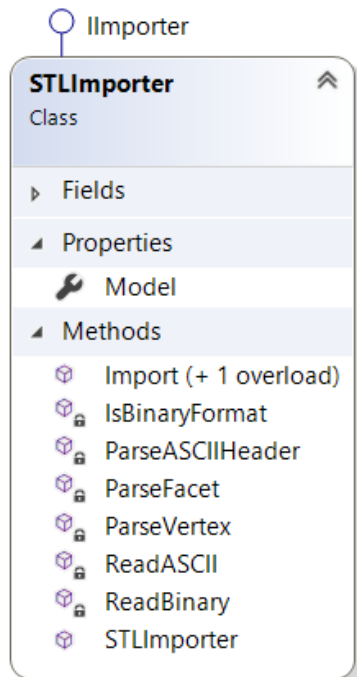 IImporter
STLImporter
Class
Fields
Properties
Model
Methods
Import (+ 1 overload)
IsBinaryFormat
ParseASCIIHeader
ParseFacet
ParseVertex
ReadASCII
ReadBinary
STLImporter